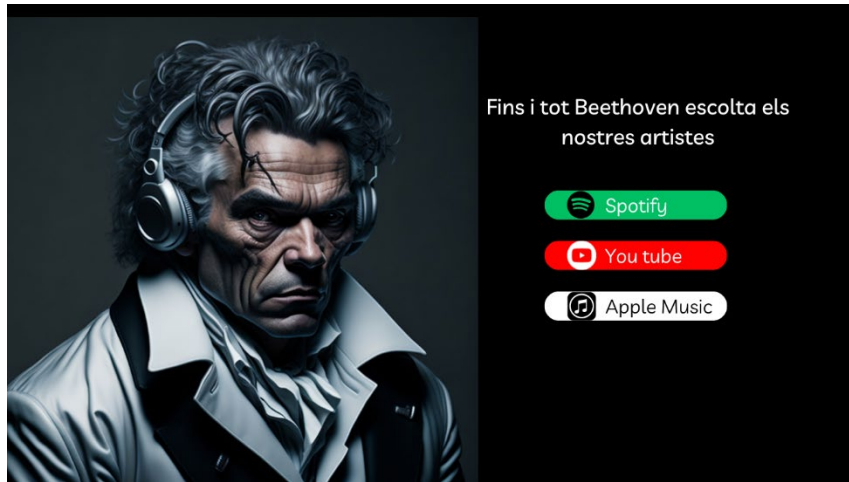 Fins i tot Beethoven escolta els
nostres artistes
Spotify
You tube
Apple Music